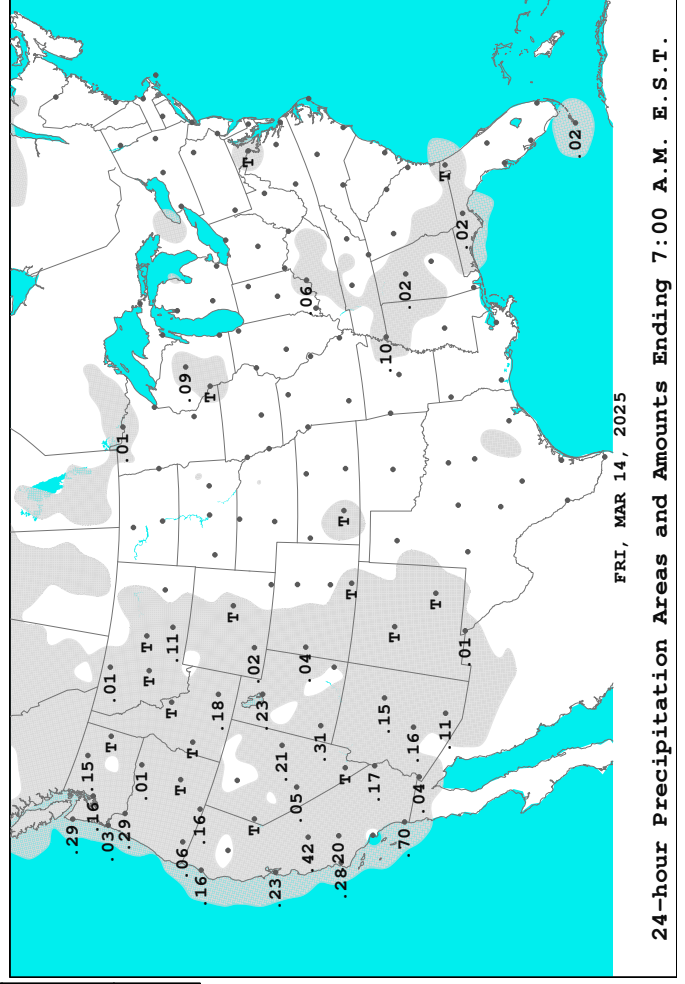 .29
.15
.16
.03
.01
T
.01
.29
.01
T
T
T
.11
T
.06
.09
T
.16
.16
T
.18
T
T
.02
T
.23
.23
.21
.05
.04
.06
.42
.31
.20
.28
T
T
T
.17
.15
.10
T
.70
.02
.16
.04
T
T
.11
.02
.01
.02
FRI, MAR 14, 2025
24-hour Precipitation Areas and Amounts Ending 7:00 A.M. E.S.T.